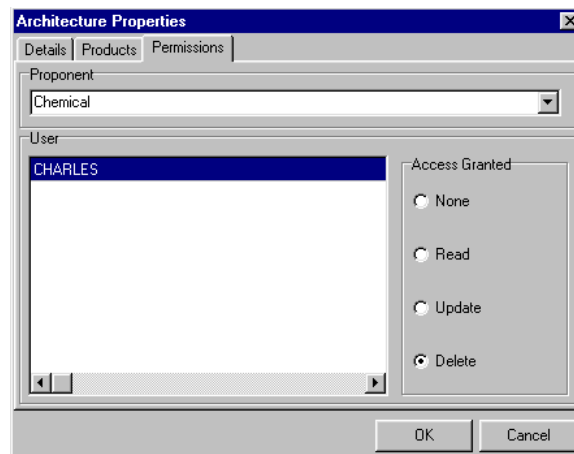 Architecture Properties
Details Products Permissions
Proponent
Chemical
User
CHARLES
Access Granted
None
Read
Update
Delete
OK Cancel